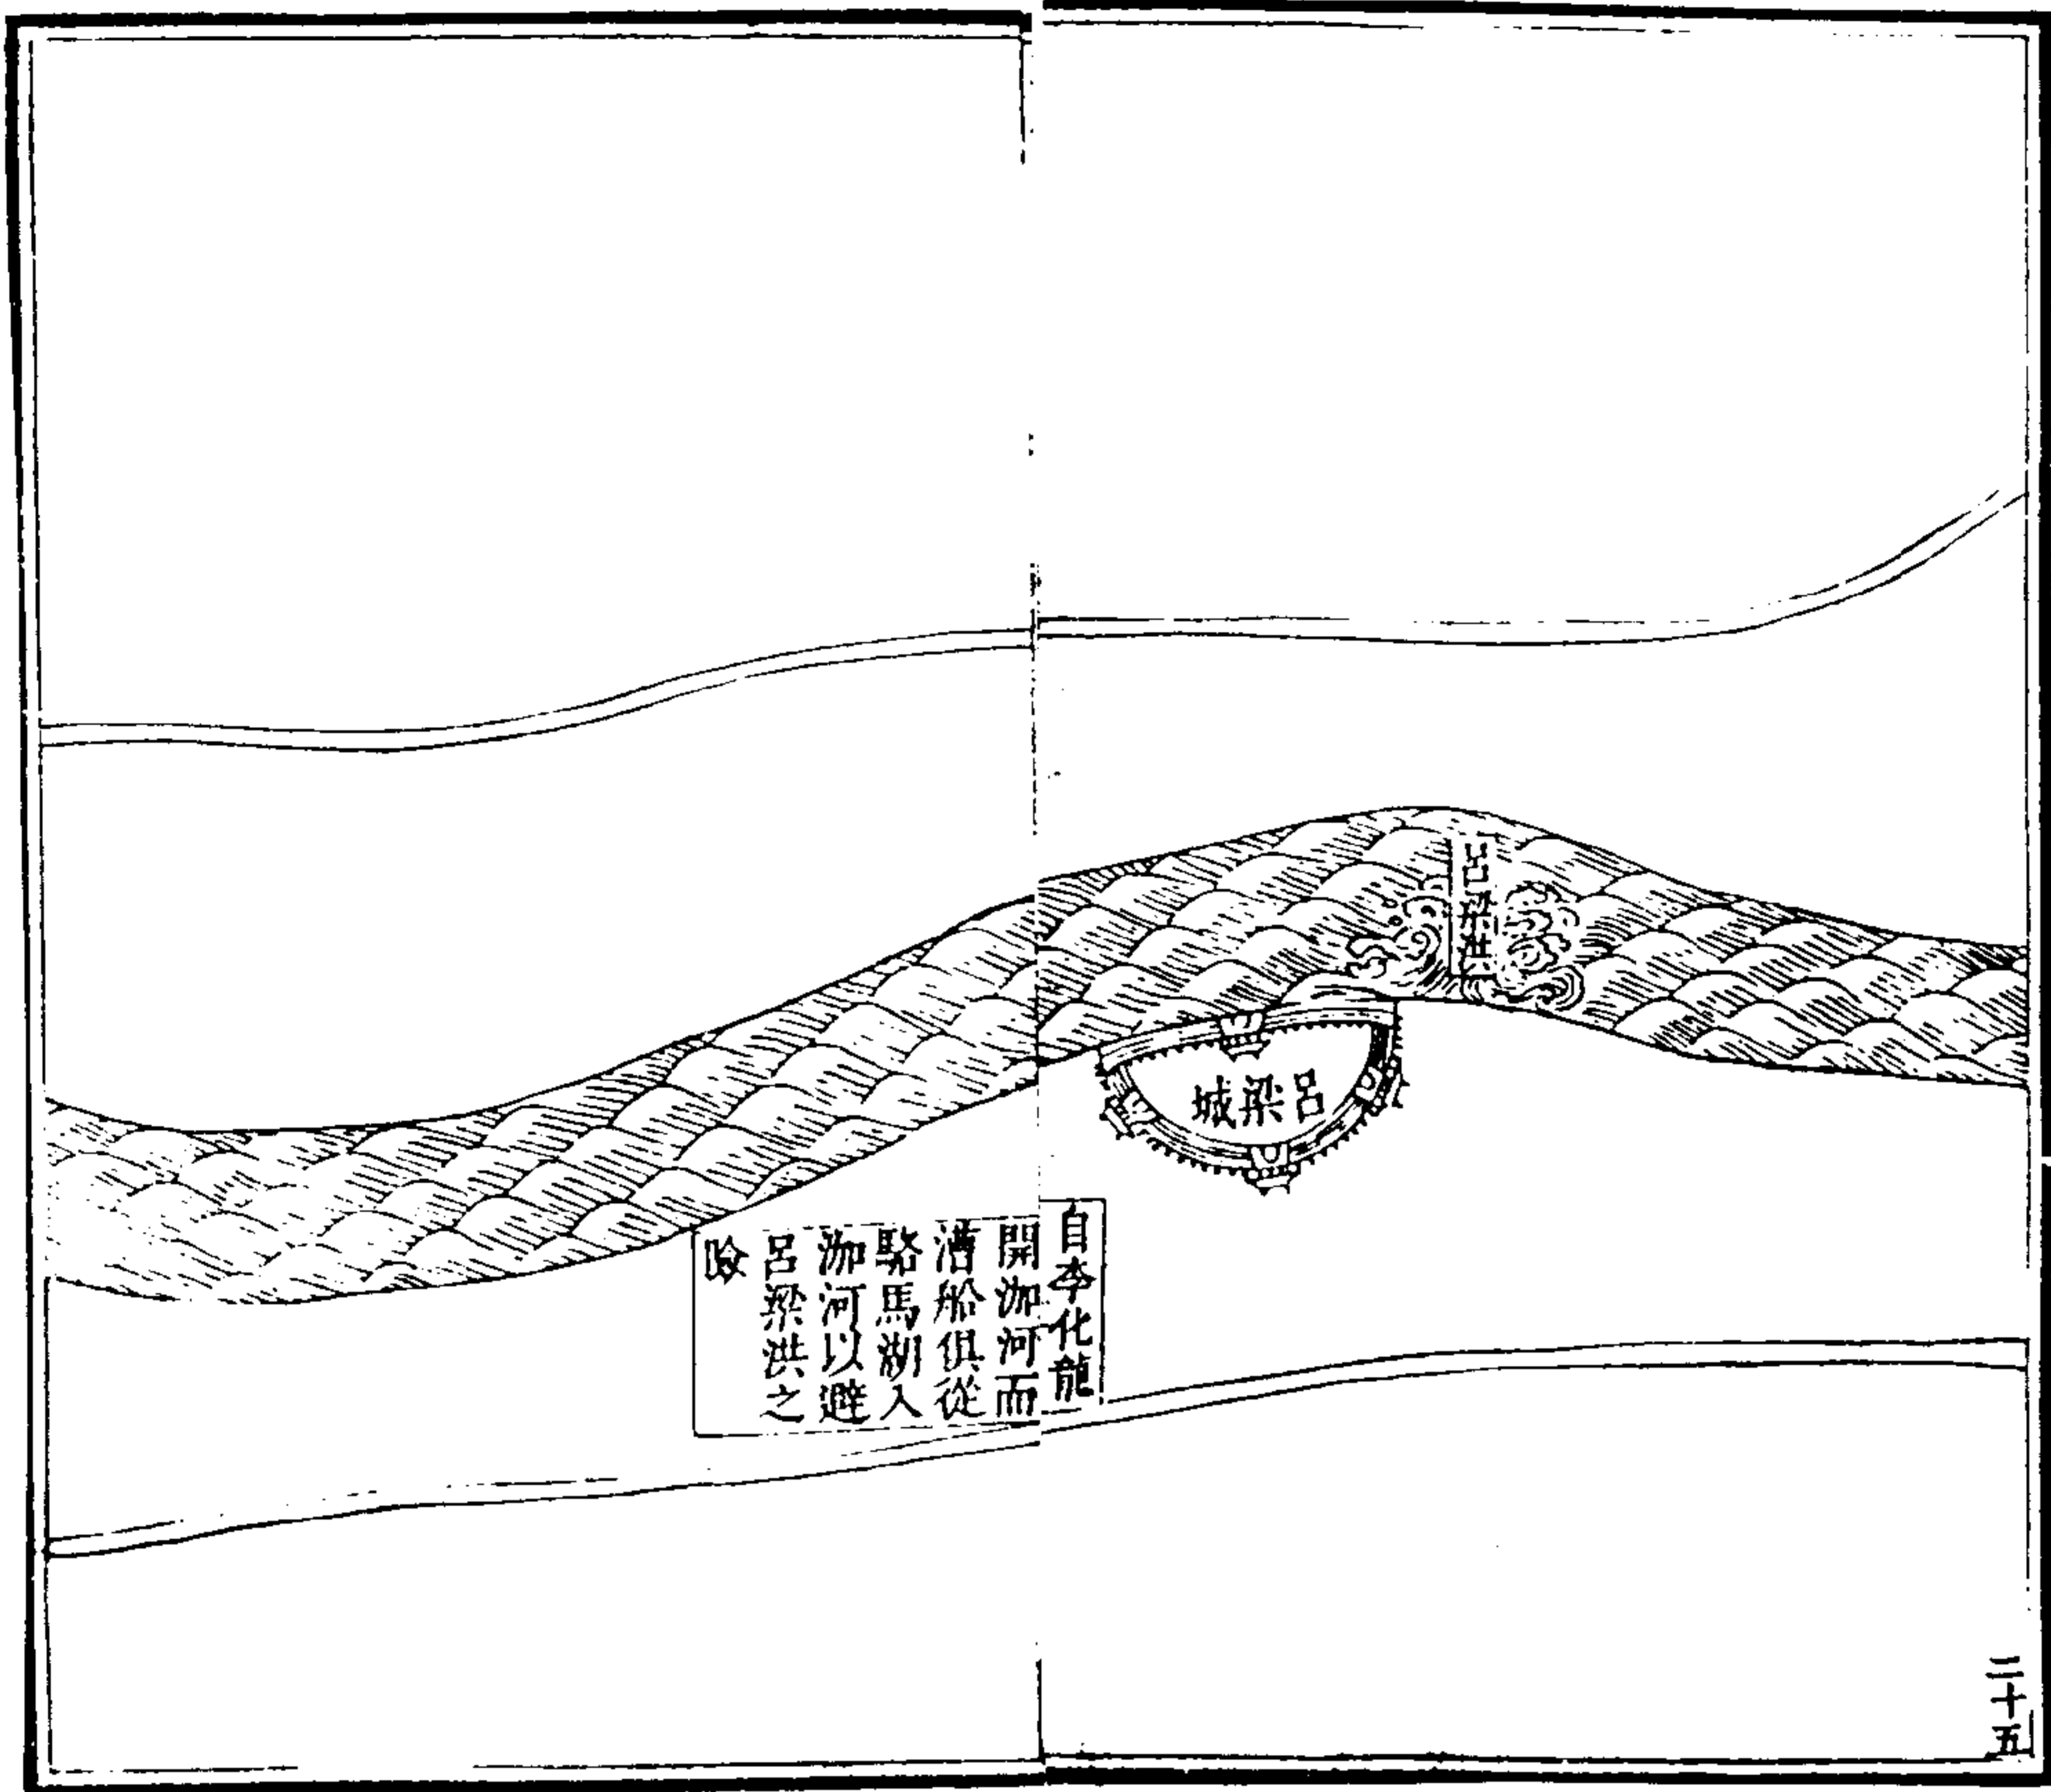 呂梁洪
呂梁城
自李化龍
開泇河而
漕船俱從
駱馬湖入
泇河以避
呂梁洪之
險
二十五